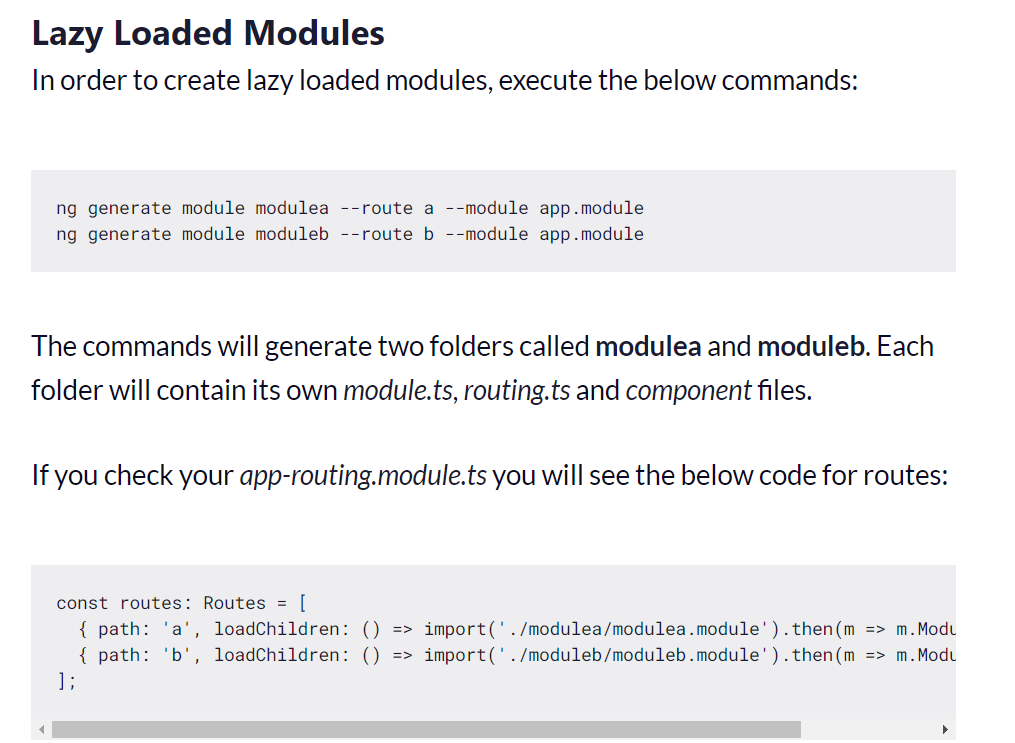 Lazy Loaded Modules
In order to create lazy loaded modules, execute the below commands:
ng generate module modulea --route a --module app.module
ng generate module moduleb --route b --module app.module
The commands will generate two folders called modulea and moduleb. Each
folder will contain its own module.ts, routing.ts and component files.
If you check your app-routing.module.ts you will see the below code for routes:
const routes: Routes = [
{ path: 'a', loadChildren: () => import('./modulea/modulea.module').then(m => m.Modu
{ path: 'b', loadChildren: () => import('./moduleb/moduleb.module').then(m => m.Modu
];